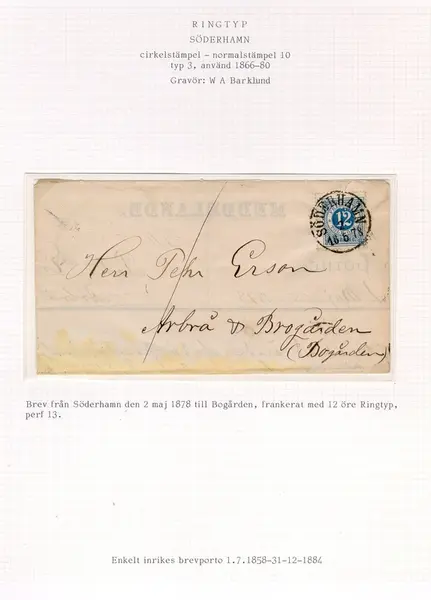 RINGTYP
SÖDERHAMN
cirkelstämpel - normalstämpel 10
typ 3, använd 1866-80
Gravör: W A Barklund
MEDDELANDE.
SÖDERHAMN
12
Herr Pehr Erson
Arbrå & Brogården
(Bogården)
Brev från Söderhamn den 2 maj 1878 till Bogården, frankerat med 12 öre Ringtyp,
perf 13.
Enkelt inrikes brevporto 1.7.1858-31-12-1884